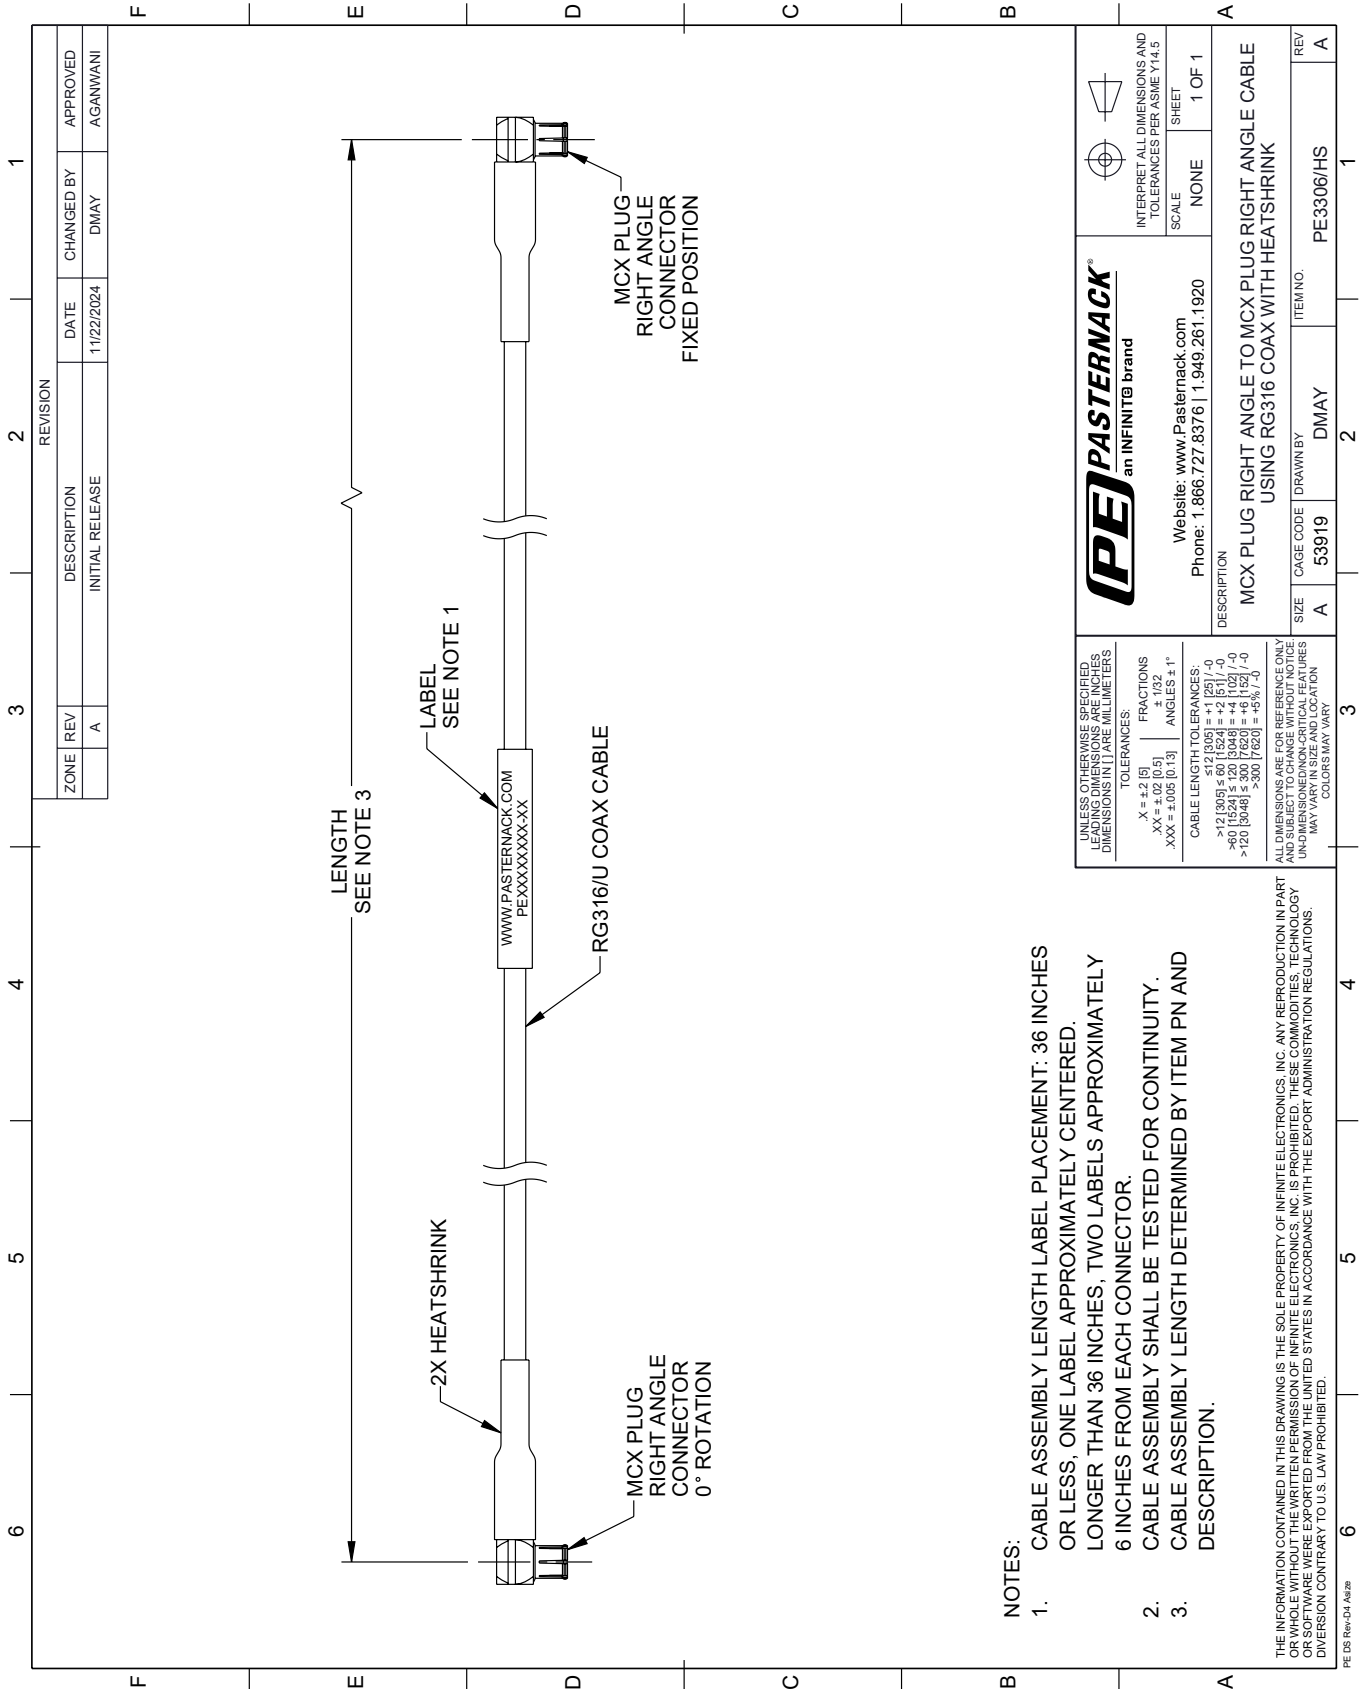 6
5
4
3
2
1
F
E
D
C
B
A
REVISION
ZONE REV DESCRIPTION DATE CHANGED BY APPROVED
A INITIAL RELEASE 11/22/2024 DMAY AGANWANI
LENGTH
SEE NOTE 3
2X HEATSHRINK
LABEL
SEE NOTE 1
WWW.PASTERNACK.COM
PEXXXXXXXX-XX
RG316/U COAX CABLE
MCX PLUG
RIGHT ANGLE
CONNECTOR
0° ROTATION
MCX PLUG
RIGHT ANGLE
CONNECTOR
FIXED POSITION
NOTES:
1. CABLE ASSEMBLY LENGTH LABEL PLACEMENT: 36 INCHES
OR LESS, ONE LABEL APPROXIMATELY CENTERED.
LONGER THAN 36 INCHES, TWO LABELS APPROXIMATELY
6 INCHES FROM EACH CONNECTOR.
2. CABLE ASSEMBLY SHALL BE TESTED FOR CONTINUITY.
3. CABLE ASSEMBLY LENGTH DETERMINED BY ITEM PN AND
DESCRIPTION.
THE INFORMATION CONTAINED IN THIS DRAWING IS THE SOLE PROPERTY OF INFINITE ELECTRONICS, INC. ANY REPRODUCTION IN PART
OR WHOLE WITHOUT THE WRITTEN PERMISSION OF INFINITE ELECTRONICS, INC. IS PROHIBITED. THESE COMMODITIES, TECHNOLOGY
OR SOFTWARE WERE EXPORTED FROM THE UNITED STATES IN ACCORDANCE WITH THE EXPORT ADMINISTRATION REGULATIONS.
DIVERSION CONTRARY TO U.S. LAW PROHIBITED.
UNLESS OTHERWISE SPECIFIED
LEADING DIMENSIONS ARE INCHES
DIMENSIONS IN [ ] ARE MILLIMETERS
TOLERANCES:
.X = ±.2 [5] FRACTIONS
.XX = ±.02 [0.5] ± 1/32
.XXX = ±.005 [0.13] ANGLES ± 1°
CABLE LENGTH TOLERANCES:
≤12 [305] = +1 [25] / -0
>12 [305] ≤ 60 [1524] = +2 [51] / -0
>60 [1524] ≤ 120 [3048] = +4 [102] / -0
>120 [3048] ≤ 300 [7620] = +6 [152] / -0
>300 [7620] = +5% / -0
ALL DIMENSIONS ARE FOR REFERENCE ONLY
AND SUBJECT TO CHANGE WITHOUT NOTICE.
UN-DIMENSIONED/NON-CRITICAL FEATURES
MAY VARY IN SIZE AND LOCATION
COLORS MAY VARY
PE PASTERNACK®
an INFINIT@ brand
Website: www.Pasternack.com
Phone: 1.866.727.8376 | 1.949.261.1920
INTERPRET ALL DIMENSIONS AND
TOLERANCES PER ASME Y14.5
SCALE SHEET
NONE 1 OF 1
DESCRIPTION
MCX PLUG RIGHT ANGLE TO MCX PLUG RIGHT ANGLE CABLE
USING RG316 COAX WITH HEATSHRINK
SIZE CAGE CODE DRAWN BY ITEM NO. REV
A 53919 DMAY PE3306/HS A
F
E
D
C
B
A
PE DS Rev-D4 Asize
6
5
4
3
2
1